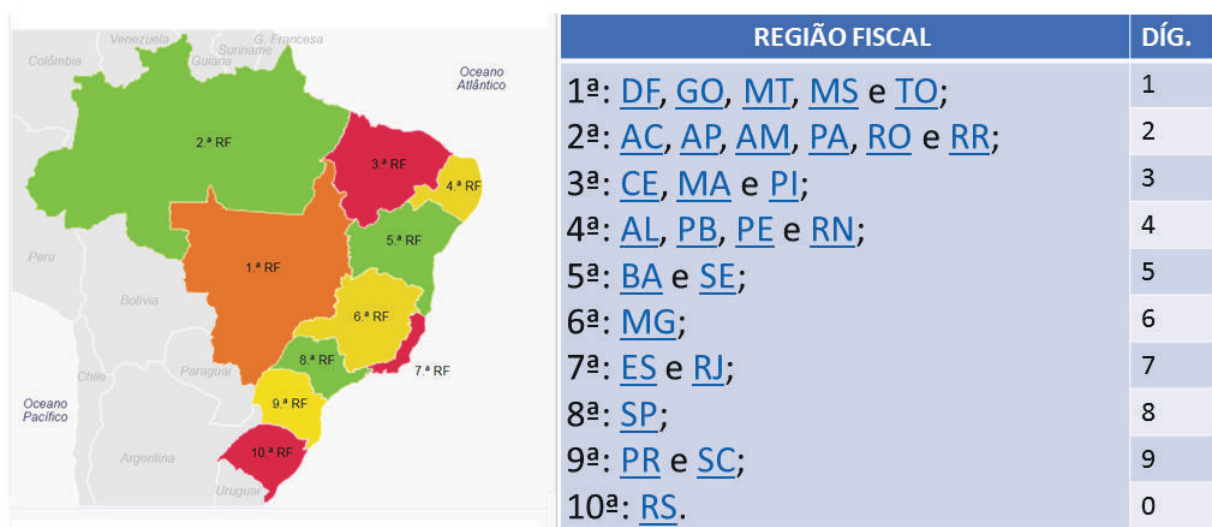 Venezuela
G. Francesa
Suriname
Guiana
Colômbia
Oceano
Atlântico
2.ª RF
3.ª RF
4.ª RF
5.ª RF
Peru
1.ª RF
Bolívia
6.ª RF
8.ª RF
Paraguai
7.ª RF
Chile
9.ª RF
Oceano
Pacífico
10.ª RF
Argentina
Uruguai
REGIÃO FISCAL DÍG.
1ª: DF, GO, MT, MS e TO; 1
2ª: AC, AP, AM, PA, RO e RR; 2
3ª: CE, MA e PI; 3
4ª: AL, PB, PE e RN; 4
5ª: BA e SE; 5
6ª: MG; 6
7ª: ES e RJ; 7
8ª: SP; 8
9ª: PR e SC; 9
10ª: RS. 0